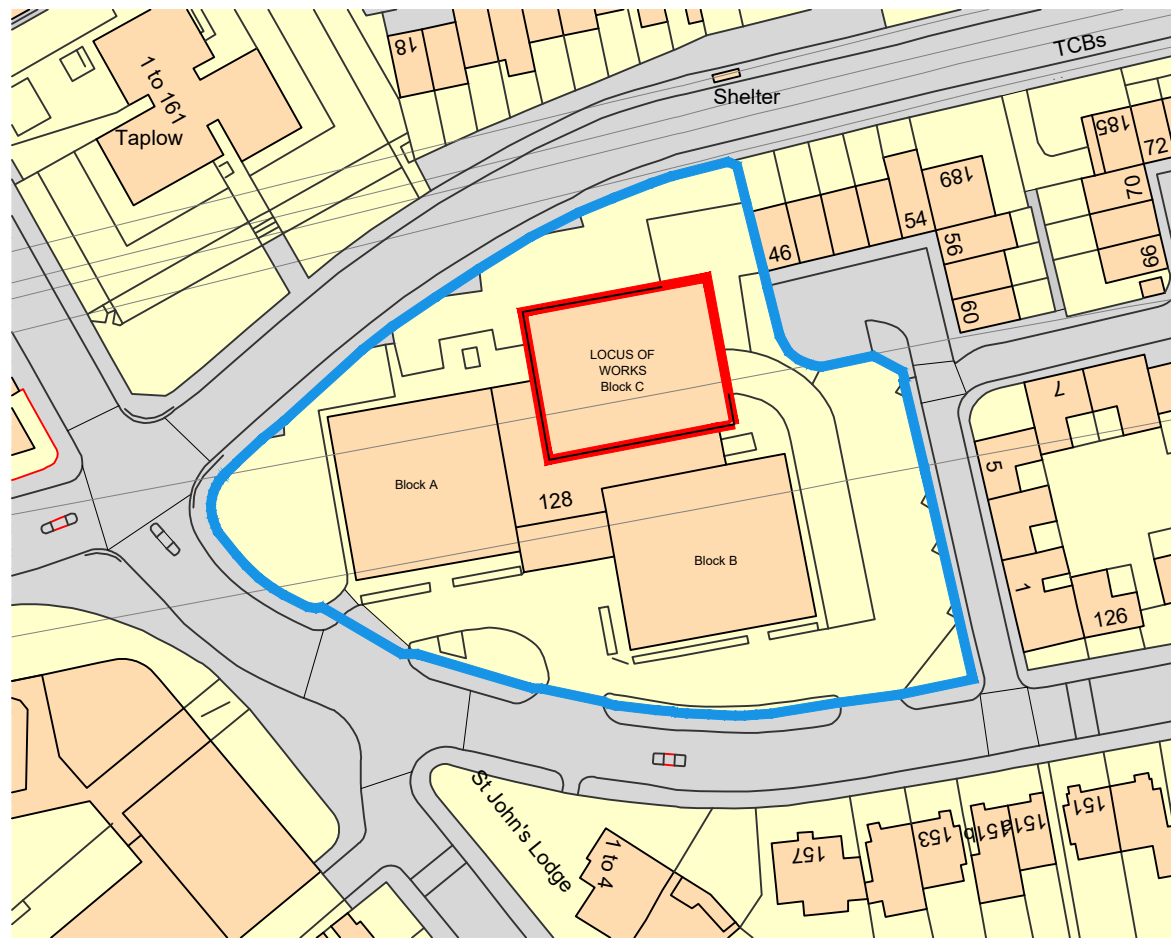 TCBs
18
1 to 161
Shelter
Taplow
185
72
189
70
54
46
56
66
60
LOCUS OF
WORKS
Block C
7
5
Block A
128
Block B
1
126
St John's Lodge
1 to 4
157
153
151b
151a
151